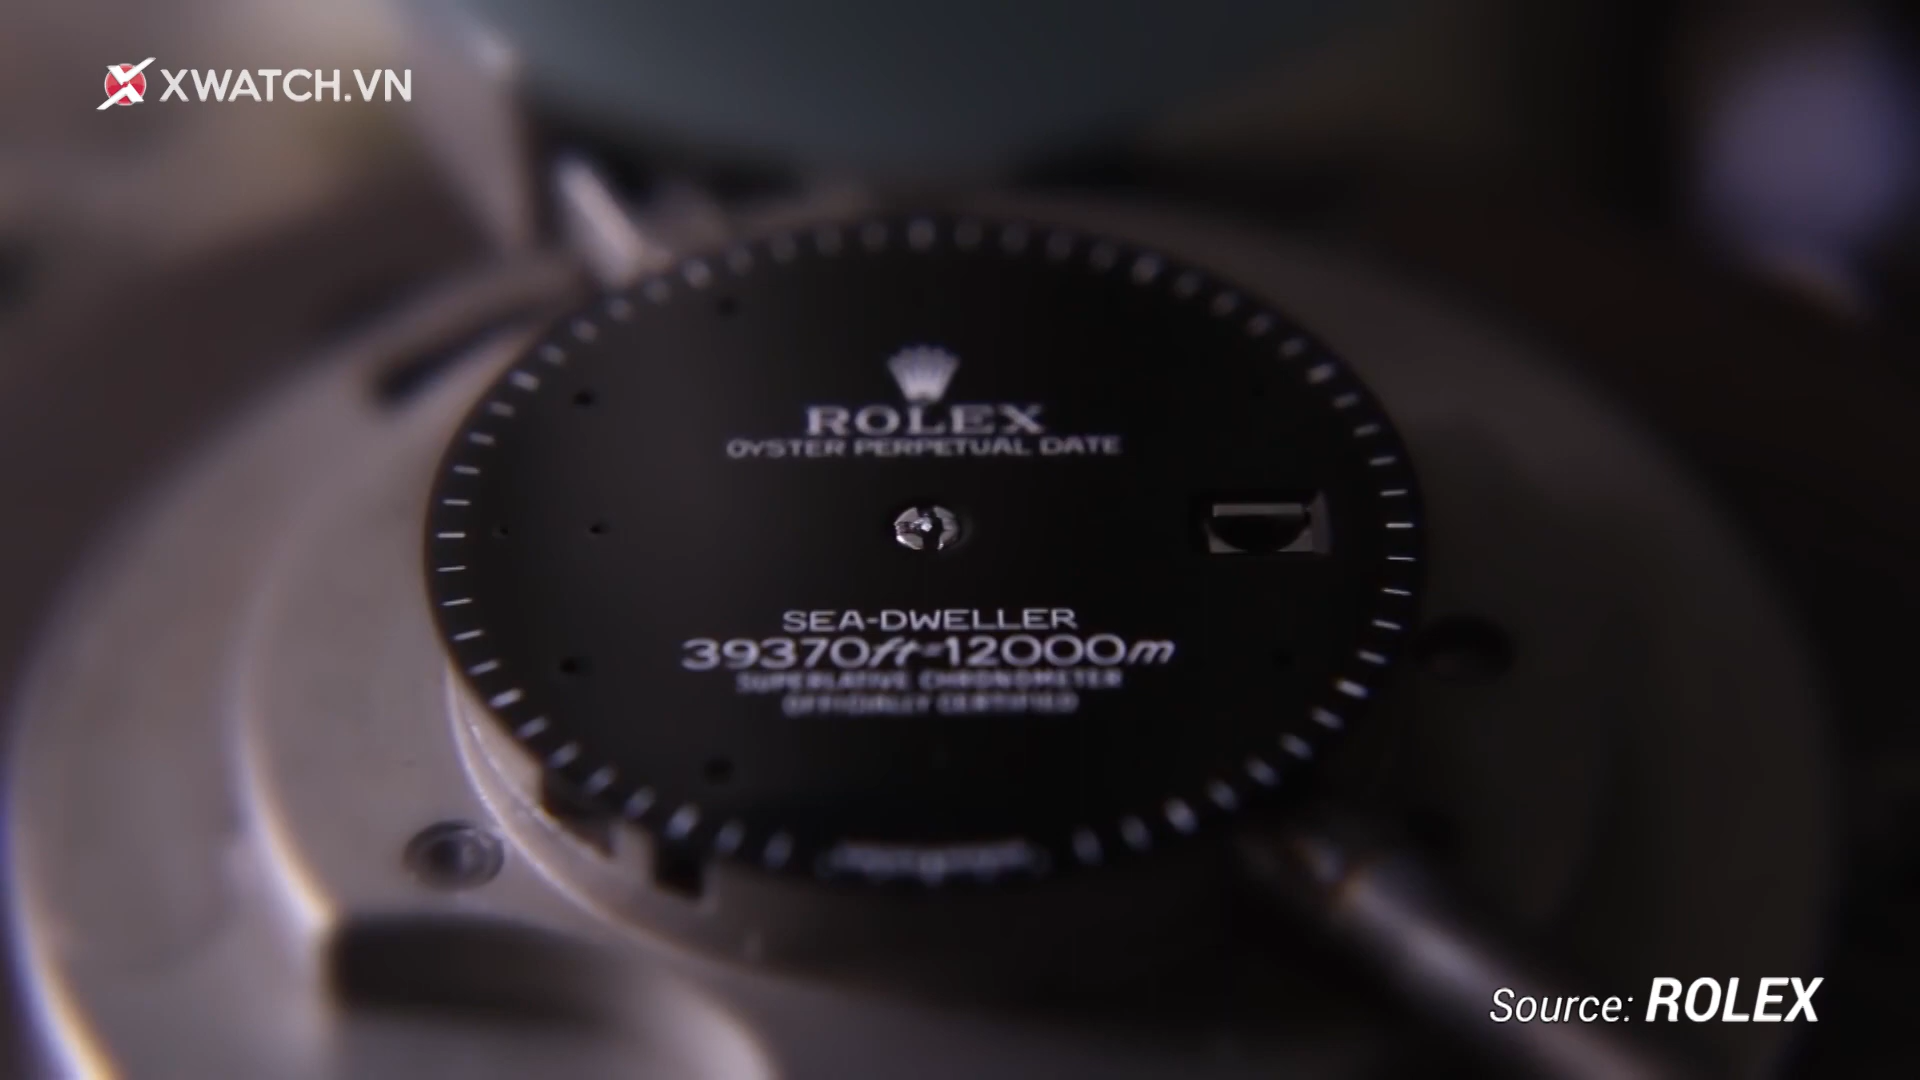 XWATCH.VN
ROLEX
OYSTER PERPETUAL DATE
SEA-DWELLER
39370ft=12000m
SUPERLATIVE CHRONOMETER
OFFICIALLY CERTIFIED
Source: ROLEX